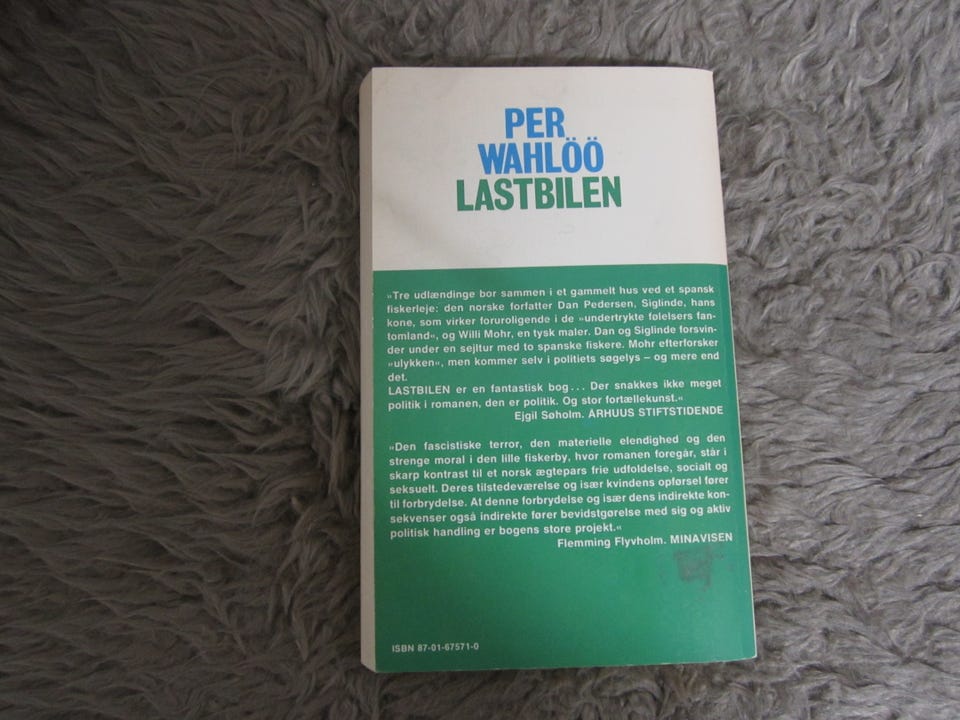 PER
WAHLÖÖ
LASTBILEN
»Tre udlændinge bor sammen i et gammelt hus ved et spansk
fiskerleje: den norske forfatter Dan Pedersen, Siglinde, hans
kone, som virker foruroligende i de »undertrykte følelsers fan-
tomland«, og Willi Mohr, en tysk maler. Dan og Siglinde forsvin-
der under en sejltur med to spanske fiskere. Mohr efterforsker
»ulykken«, men kommer selv i politiets søgelys – og mere end
det.
LASTBILEN er en fantastisk bog... Der snakkes ikke meget
politik i romanen, den er politik. Og stor fortællekunst.«
Ejgil Søholm. ÅRHUUS STIFTSTIDENDE
»Den fascistiske terror, den materielle elendighed og den
strenge moral i den lille fiskerby, hvor romanen foregår, står i
skarp kontrast til et norsk ægtepars frie udfoldelse, socialt og
seksuelt. Deres tilstedeværelse og især kvindens opførsel fører
til forbrydelse. At denne forbrydelse og især dens indirekte kon-
sekvenser også indirekte fører bevidstgørelse med sig og aktiv
politisk handling er bogens store projekt.«
Flemming Flyvholm. MINAVISEN
ISBN 87-01-67571-0